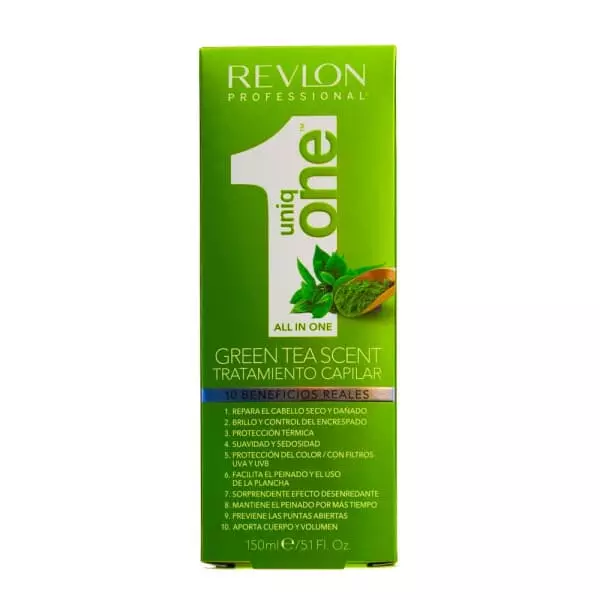 REVLON
PROFESSIONAL®
1
uniq
one™
ALL IN ONE
GREEN TEA SCENT
TRATAMIENTO CAPILAR
10 BENEFICIOS REALES
1. REPARA EL CABELLO SECO Y DAÑADO
2. BRILLO Y CONTROL DEL ENCRESPADO
3. PROTECCIÓN TÉRMICA
4. SUAVIDAD Y SEDOSIDAD
5. PROTECCIÓN DEL COLOR / CON FILTROS
UVA Y UVB
6. FACILITA EL PEINADO Y EL USO
DE LA PLANCHA
7. SORPRENDENTE EFECTO DESENREDANTE
8. MANTIENE EL PEINADO POR MÁS TIEMPO
9. PREVIENE LAS PUNTAS ABIERTAS
10. APORTA CUERPO Y VOLUMEN
150ml ℮/5.1 Fl. Oz.